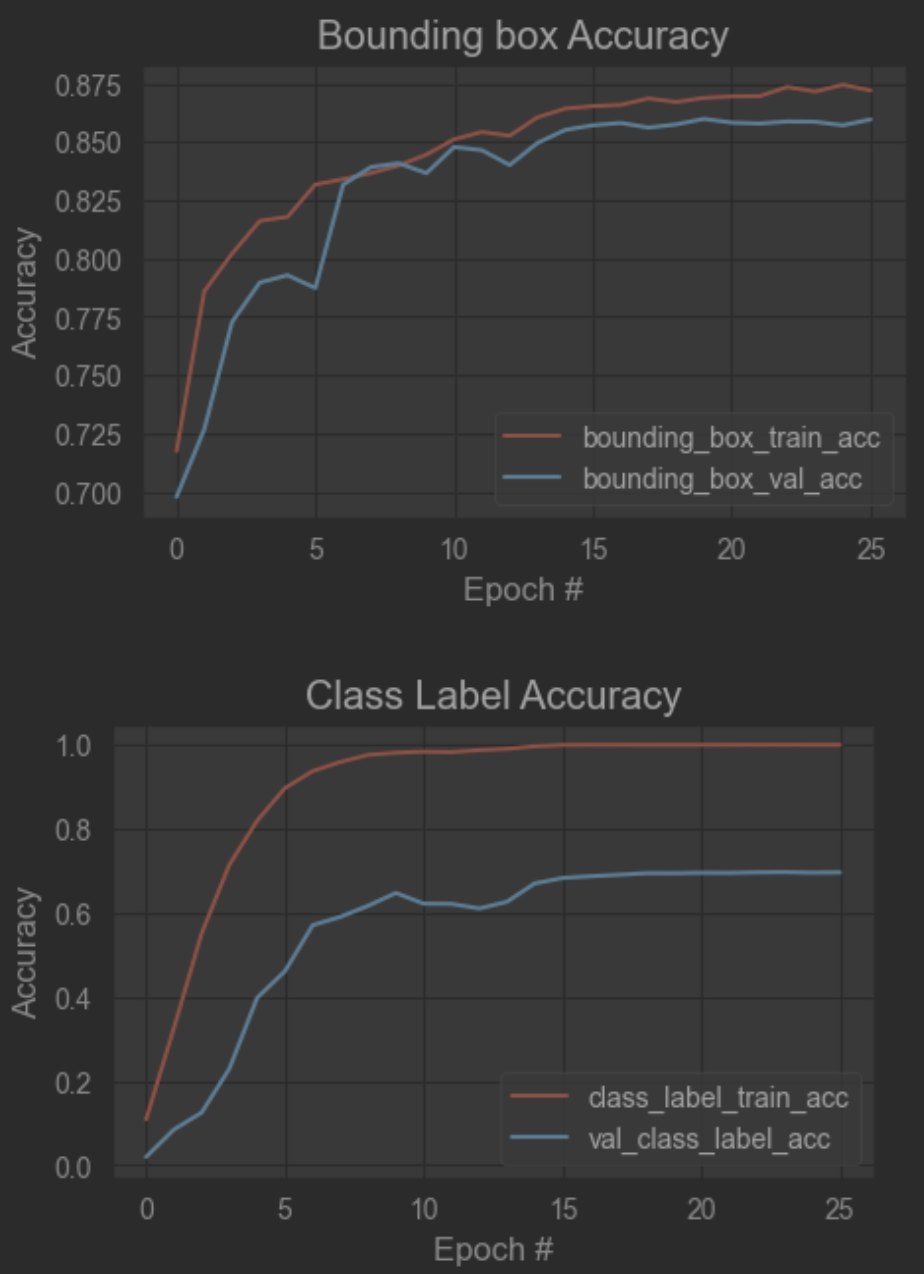 Bounding box Accuracy
0.875
0.850
0.825
0.800
0.775
0.750
0.725
0.700
Accuracy
bounding_box_train_acc
bounding_box_val_acc
0 5 10 15 20 25
Epoch #
Class Label Accuracy
1.0
0.8
0.6
0.4
0.2
0.0
Accuracy
class_label_train_acc
val_class_label_acc
0 5 10 15 20 25
Epoch #